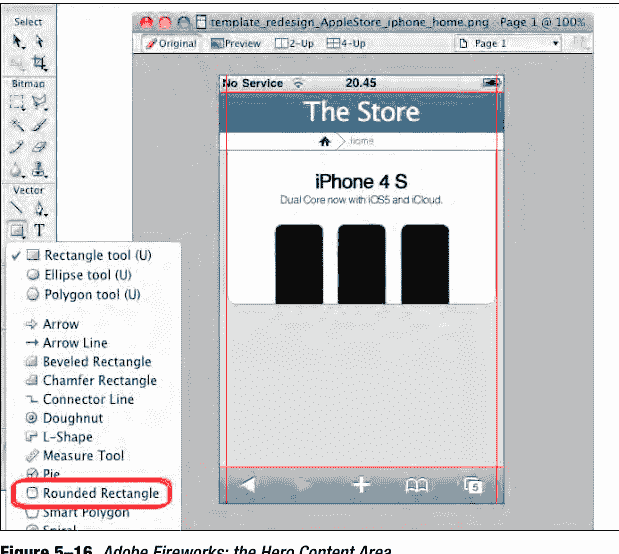 Select
template_redesign_AppleStore_iphone_home.png Page 1 @ 100%
Original Preview 2-Up 4-Up Page 1
Bitmap
No Service 20.45
The Store
home
iPhone 4 S
Dual Core now with iOS5 and iCloud.
Vector
T
Rectangle tool (U)
Ellipse tool (U)
Polygon tool (U)
Arrow
Arrow Line
Beveled Rectangle
Chamfer Rectangle
Connector Line
Doughnut
L-Shape
Measure Tool
Pie
Rounded Rectangle
Smart Polygon
Spiral
5
Figure 5–16 Adobe Fireworks: the Hero Content Area